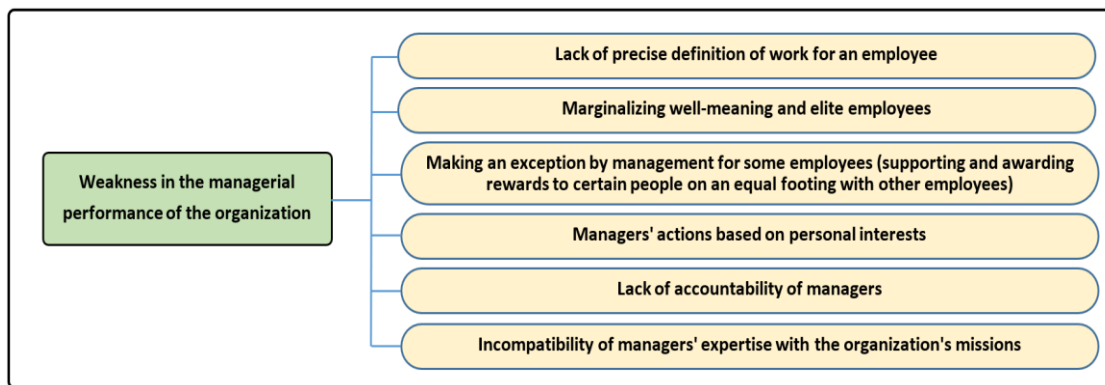 Lack of precise definition of work for an employee
Marginalizing well-meaning and elite employees
Making an exception by management for some employees (supporting and awarding
rewards to certain people on an equal footing with other employees)
Weakness in the managerial
performance of the organization
Managers' actions based on personal interests
Lack of accountability of managers
Incompatibility of managers' expertise with the organization's missions